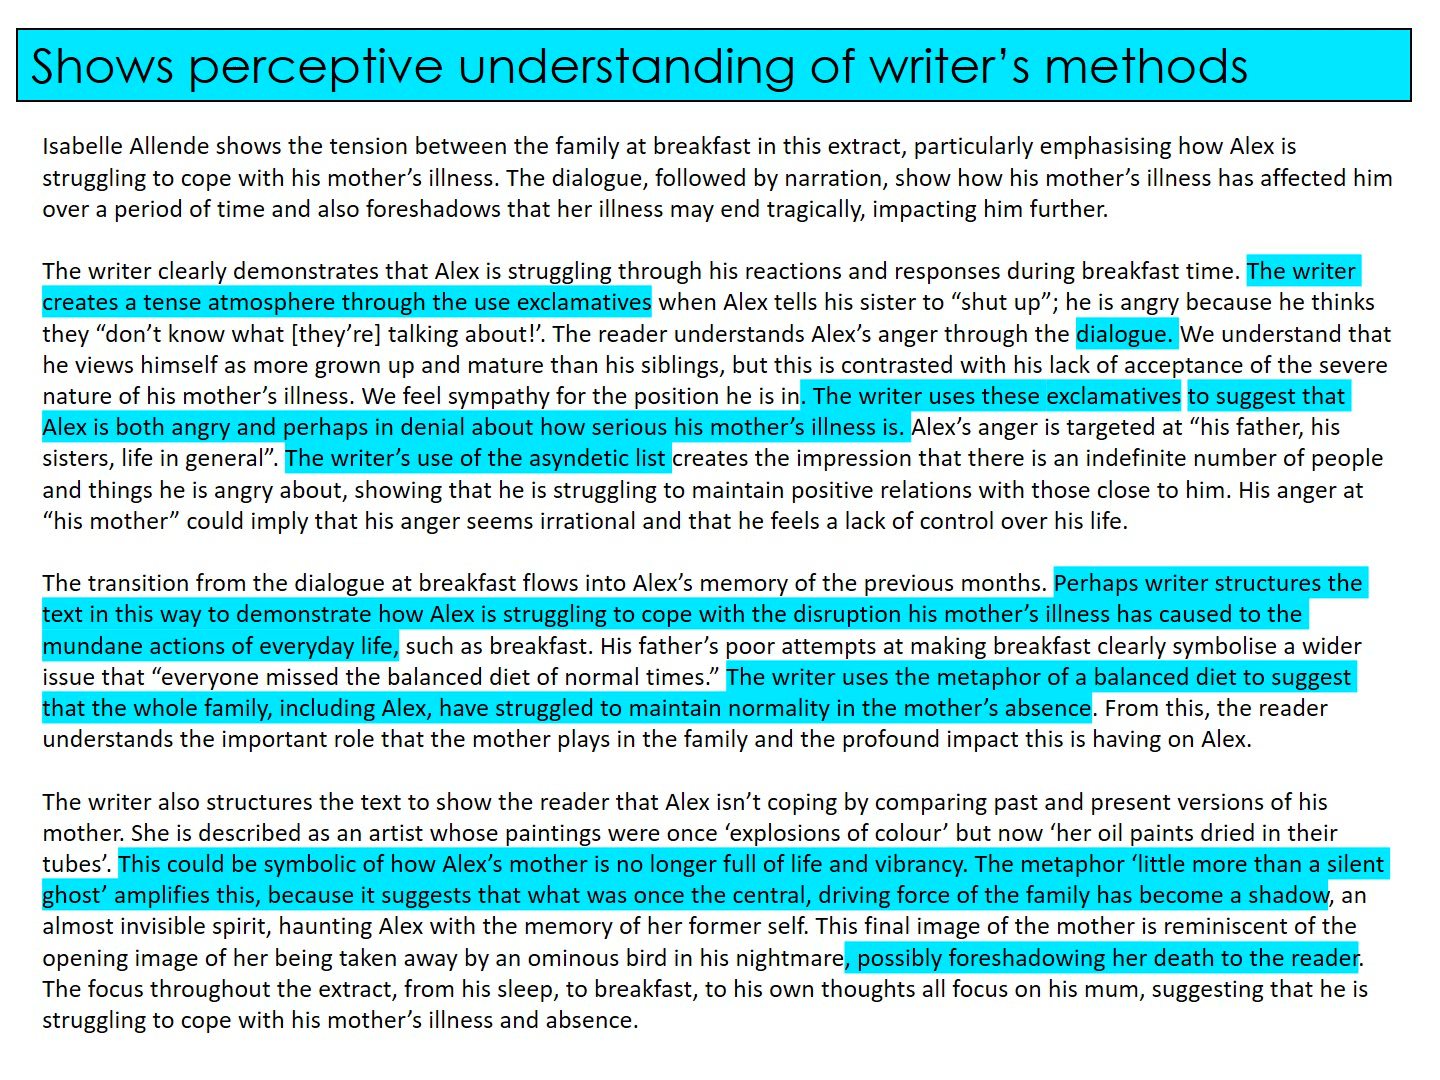 Shows perceptive understanding of writer’s methods
Isabelle Allende shows the tension between the family at breakfast in this extract, particularly emphasising how Alex is
struggling to cope with his mother’s illness. The dialogue, followed by narration, show how his mother’s illness has affected him
over a period of time and also foreshadows that her illness may end tragically, impacting him further.
The writer clearly demonstrates that Alex is struggling through his reactions and responses during breakfast time. The writer
creates a tense atmosphere through the use exclamatives when Alex tells his sister to “shut up”; he is angry because he thinks
they “don’t know what [they’re] talking about!’. The reader understands Alex’s anger through the dialogue. We understand that
he views himself as more grown up and mature than his siblings, but this is contrasted with his lack of acceptance of the severe
nature of his mother’s illness. We feel sympathy for the position he is in. The writer uses these exclamatives to suggest that
Alex is both angry and perhaps in denial about how serious his mother’s illness is. Alex’s anger is targeted at “his father, his
sisters, life in general”. The writer’s use of the asyndetic list creates the impression that there is an indefinite number of people
and things he is angry about, showing that he is struggling to maintain positive relations with those close to him. His anger at
“his mother” could imply that his anger seems irrational and that he feels a lack of control over his life.
The transition from the dialogue at breakfast flows into Alex’s memory of the previous months. Perhaps writer structures the
text in this way to demonstrate how Alex is struggling to cope with the disruption his mother’s illness has caused to the
mundane actions of everyday life, such as breakfast. His father’s poor attempts at making breakfast clearly symbolise a wider
issue that “everyone missed the balanced diet of normal times.” The writer uses the metaphor of a balanced diet to suggest
that the whole family, including Alex, have struggled to maintain normality in the mother’s absence. From this, the reader
understands the important role that the mother plays in the family and the profound impact this is having on Alex.
The writer also structures the text to show the reader that Alex isn’t coping by comparing past and present versions of his
mother. She is described as an artist whose paintings were once ‘explosions of colour’ but now ‘her oil paints dried in their
tubes’. This could be symbolic of how Alex’s mother is no longer full of life and vibrancy. The metaphor ‘little more than a silent
ghost’ amplifies this, because it suggests that what was once the central, driving force of the family has become a shadow, an
almost invisible spirit, haunting Alex with the memory of her former self. This final image of the mother is reminiscent of the
opening image of her being taken away by an ominous bird in his nightmare, possibly foreshadowing her death to the reader.
The focus throughout the extract, from his sleep, to breakfast, to his own thoughts all focus on his mum, suggesting that he is
struggling to cope with his mother’s illness and absence.